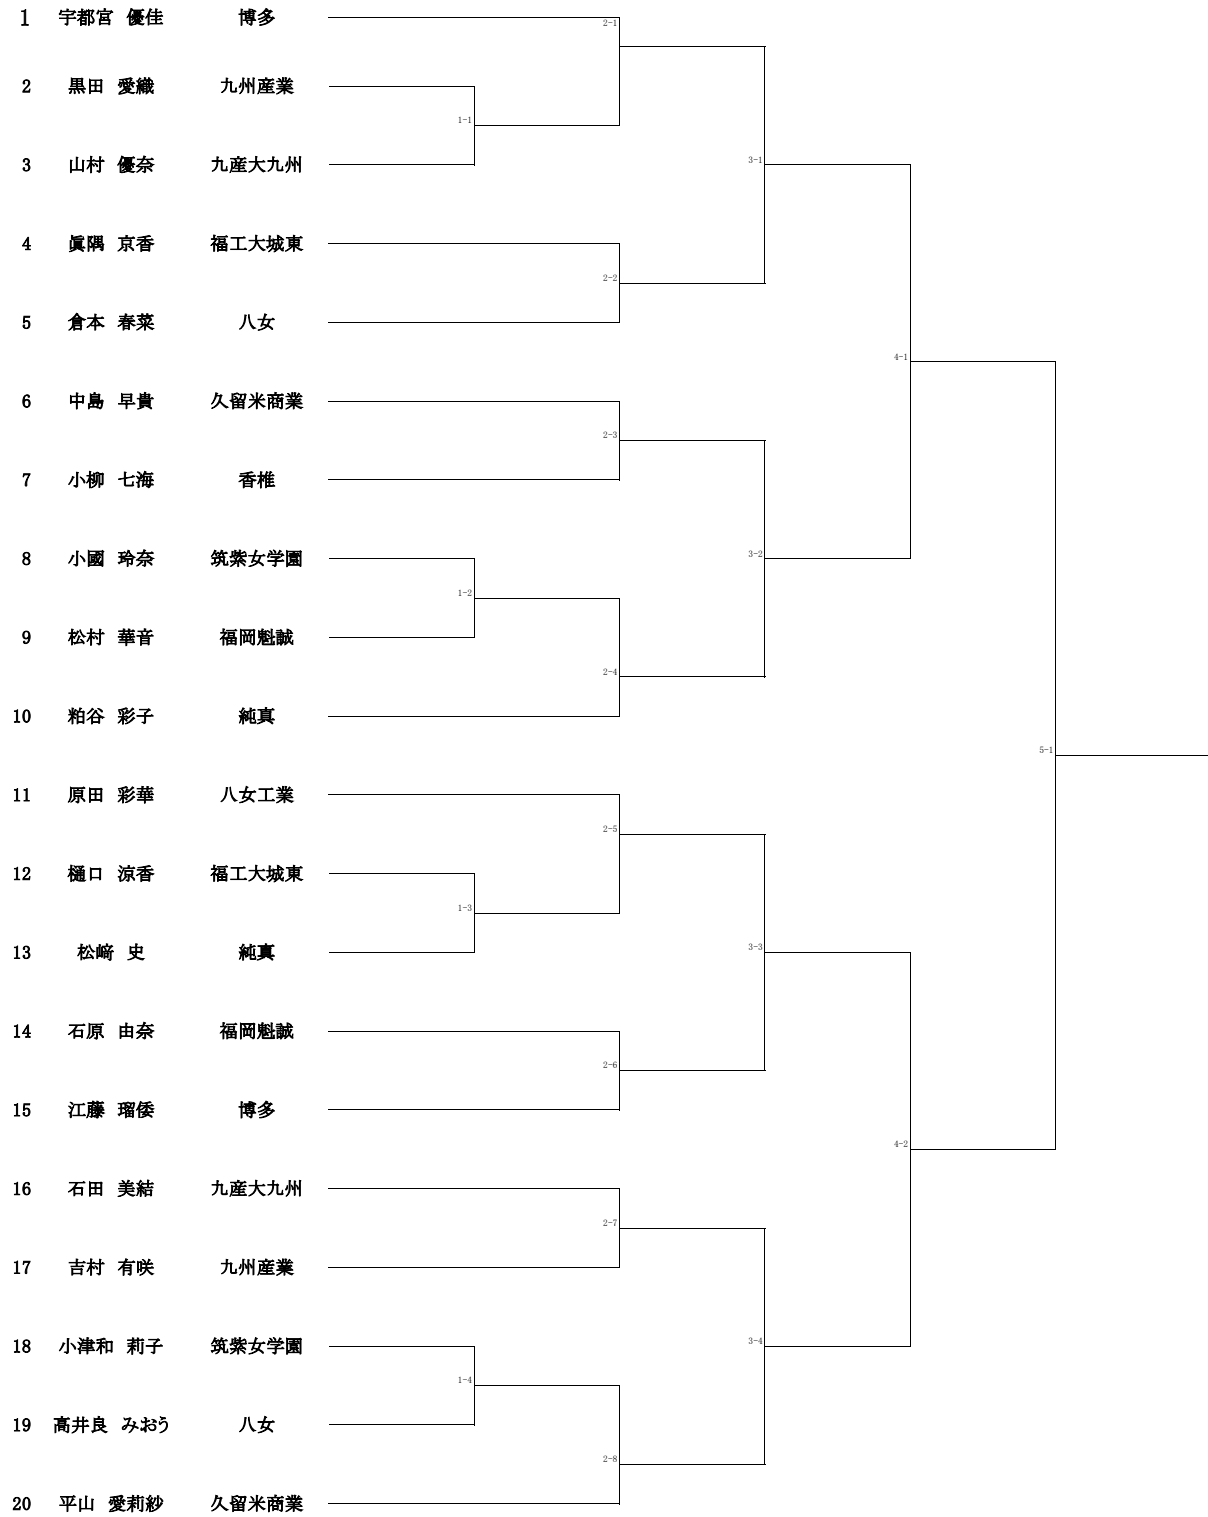 1 宇都宮 優佳 博多
2-1
2 黒田 愛織 九州産業
1-1
3 山村 優奈 九産大九州
3-1
4 眞隅 京香 福工大城東
2-2
5 倉本 春菜 八女
4-1
6 中島 早貴 久留米商業
2-3
7 小柳 七海 香椎
3-2
8 小國 玲奈 筑紫女学園
1-2
9 松村 華音 福岡魁誠
2-4
10 粕谷 彩子 純真
5-1
11 原田 彩華 八女工業
2-5
12 樋口 涼香 福工大城東
1-3
13 松﨑 史 純真
3-3
14 石原 由奈 福岡魁誠
2-6
15 江藤 瑠倭 博多
4-2
16 石田 美結 九産大九州
2-7
17 吉村 有咲 九州産業
3-4
18 小津和 莉子 筑紫女学園
1-4
19 高井良 みおう 八女
2-8
20 平山 愛莉紗 久留米商業